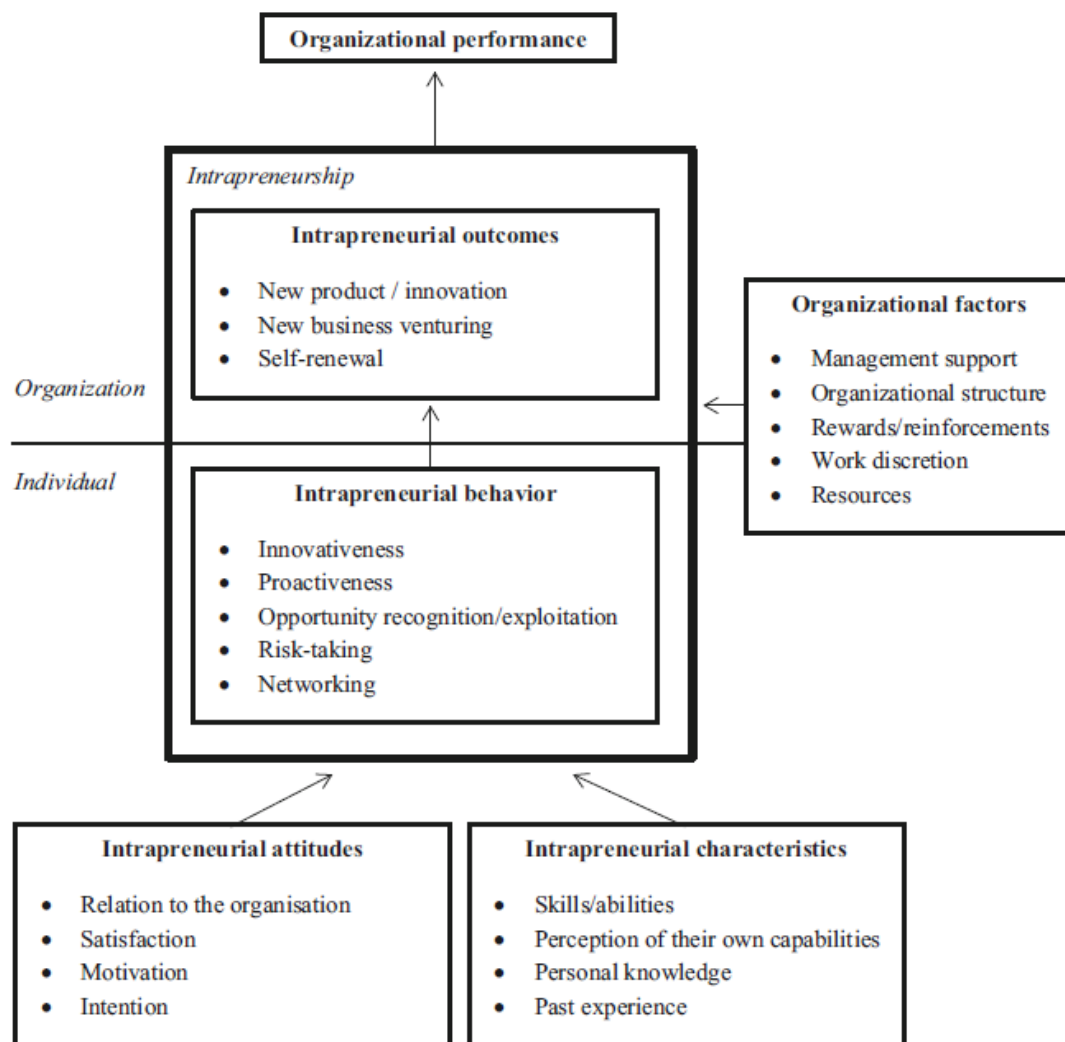 Organizational performance
Intrapreneurship
Intrapreneurial outcomes
• New product / innovation
• New business venturing
• Self-renewal
Organization
Individual
Intrapreneurial behavior
• Innovativeness
• Proactiveness
• Opportunity recognition/exploitation
• Risk-taking
• Networking
Organizational factors
• Management support
• Organizational structure
• Rewards/reinforcements
• Work discretion
• Resources
Intrapreneurial attitudes
• Relation to the organisation
• Satisfaction
• Motivation
• Intention
Intrapreneurial characteristics
• Skills/abilities
• Perception of their own capabilities
• Personal knowledge
• Past experience